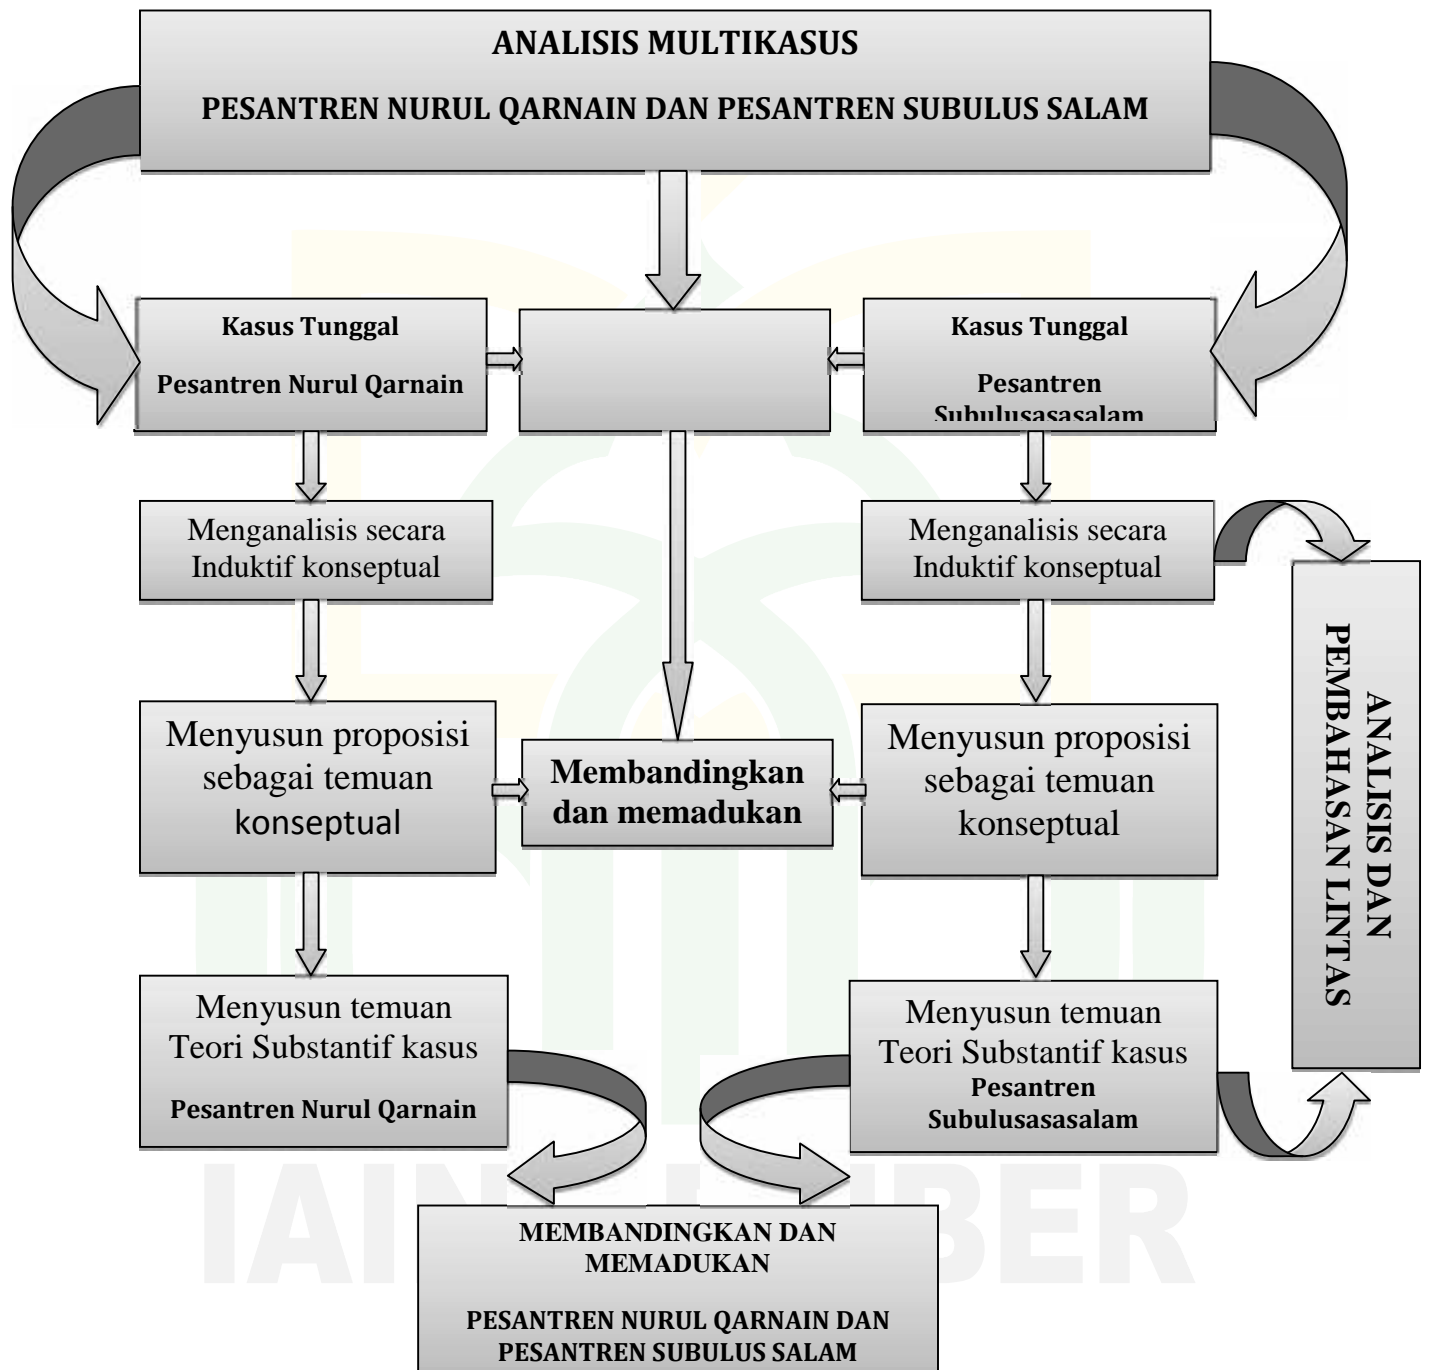 ANALISIS MULTIKASUS
PESANTREN NURUL QARNAIN DAN PESANTREN SUBULUS SALAM
Kasus Tunggal
Pesantren Nurul Qarnain
Kasus Tunggal
Pesantren
Subulusasasalam
Menganalisis secara
Induktif konseptual
Menganalisis secara
Induktif konseptual
Menyusun proposisi
sebagai temuan
konseptual
Membandingkan
dan memadukan
Menyusun proposisi
sebagai temuan
konseptual
ANALISIS DAN
PEMBAHASAN LINTAS
Menyusun temuan
Teori Substantif kasus
Pesantren Nurul Qarnain
Menyusun temuan
Teori Substantif kasus
Pesantren
Subulusasasalam
MEMBANDINGKAN DAN
MEMADUKAN
PESANTREN NURUL QARNAIN DAN
PESANTREN SUBULUS SALAM
IAIN JEMBER